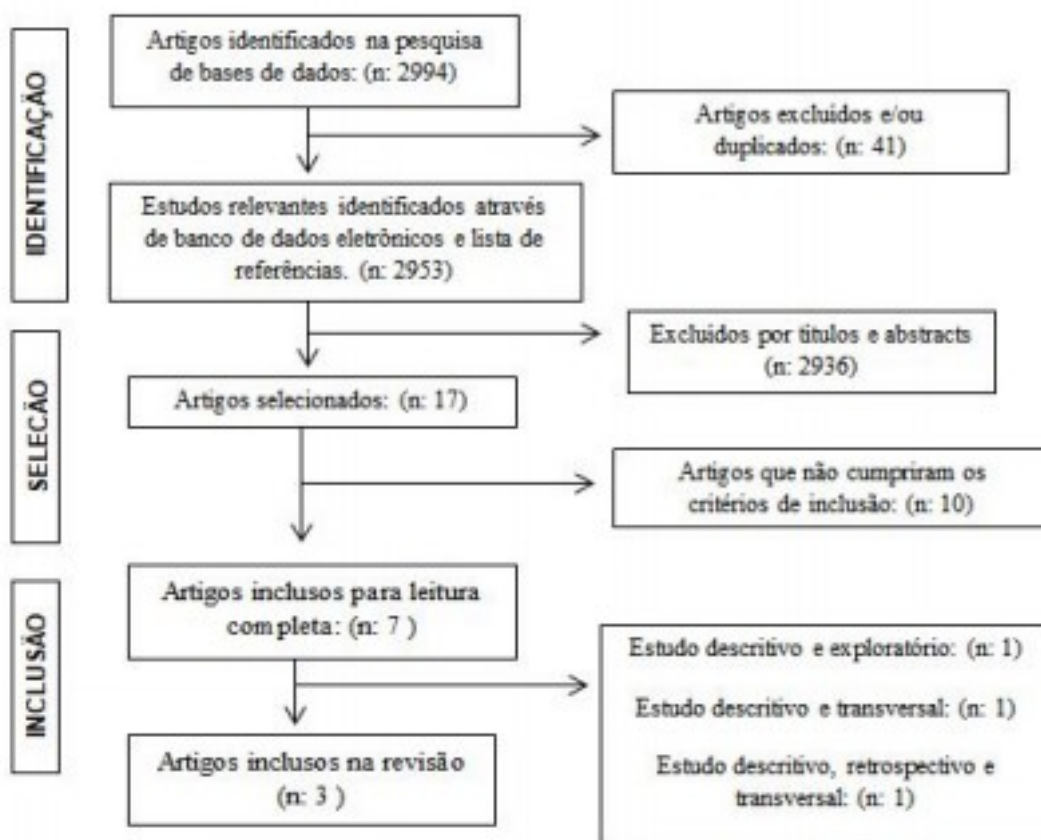 IDENTIFICAÇÃO
Artigos identificados na pesquisa
de bases de dados: (n: 2994)
Artigos excluídos e/ou
duplicados: (n: 41)
Estudos relevantes identificados através
de banco de dados eletrônicos e lista de
referências. (n: 2953)
SELEÇÃO
Excluídos por títulos e abstracts
(n: 2936)
Artigos selecionados: (n: 17)
Artigos que não cumpriram os
critérios de inclusão: (n: 10)
INCLUSÃO
Artigos inclusos para leitura
completa: (n: 7 )
Estudo descritivo e exploratório: (n: 1)
Estudo descritivo e transversal: (n: 1)
Estudo descritivo, retrospectivo e
transversal: (n: 1)
Artigos inclusos na revisão
(n: 3 )